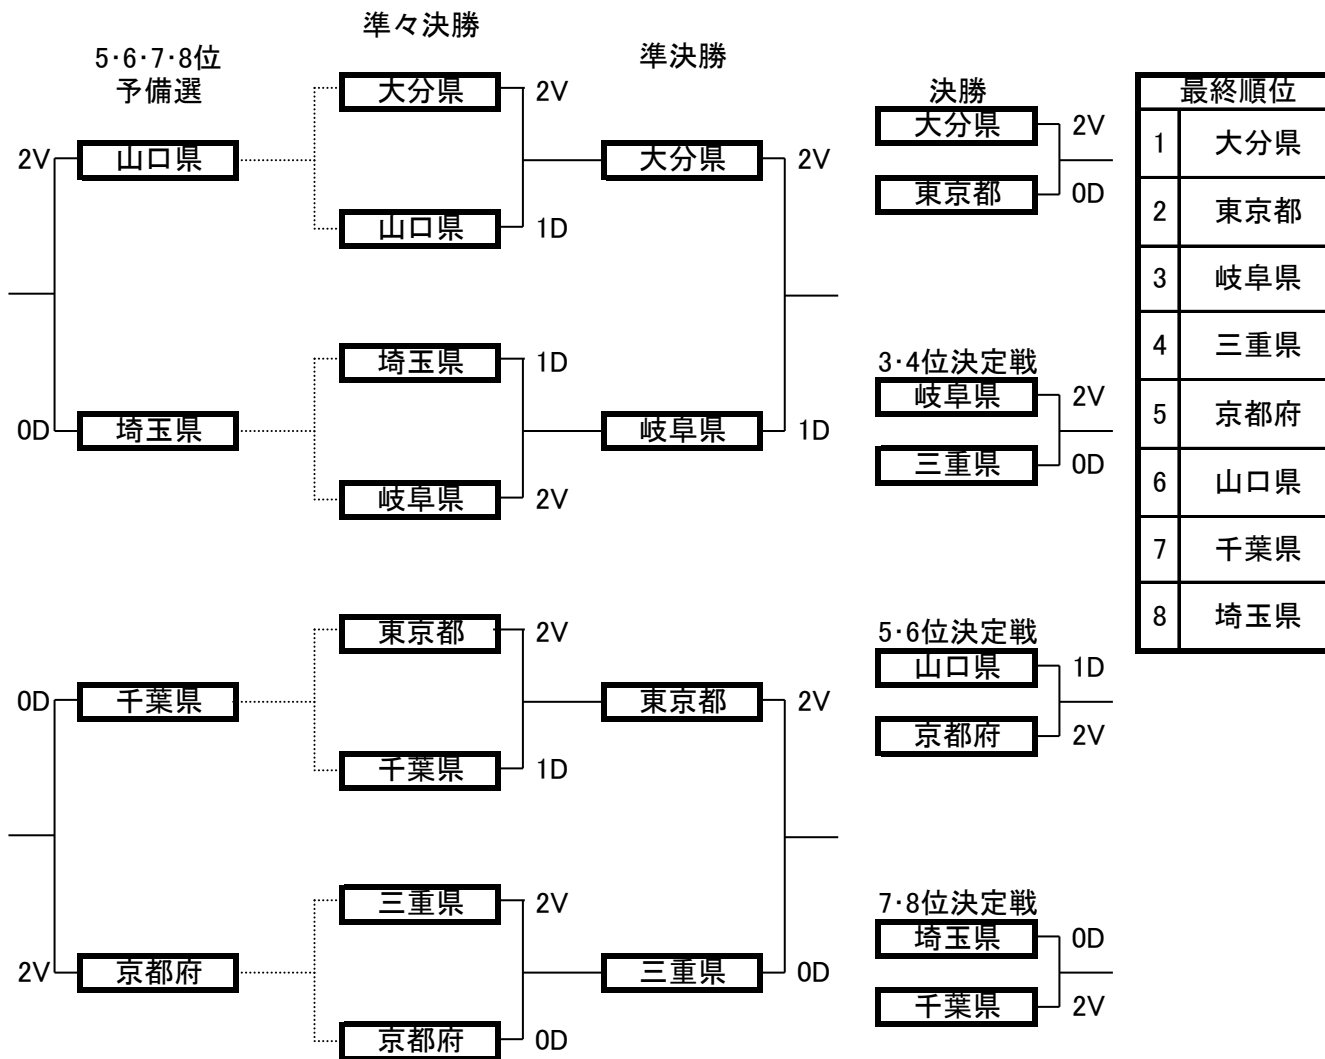 準々決勝
5・6・7・8位
予備選
準決勝
決勝
最終順位
大分県 2V
大分県 2V
1 大分県
2V 山口県
大分県 2V
東京都 0D
2 東京都
山口県 1D
3 岐阜県
埼玉県 1D
3・4位決定戦
4 三重県
岐阜県 2V
0D 埼玉県
岐阜県 1D
5 京都府
三重県 0D
岐阜県 2V
6 山口県
7 千葉県
東京都 2V
5・6位決定戦
8 埼玉県
山口県 1D
0D 千葉県
東京都 2V
京都府 2V
千葉県 1D
三重県 2V
7・8位決定戦
埼玉県 0D
2V 京都府
三重県 0D
千葉県 2V
京都府 0D